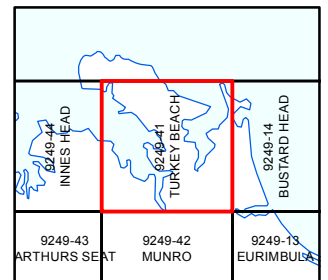 9249-44
INNES HEAD
9249-41
TURKEY BEACH
9249-14
BUSTARD HEAD
9249-43
ARTHURS SEAT
9249-42
MUNRO
9249-13
EURIMBULA